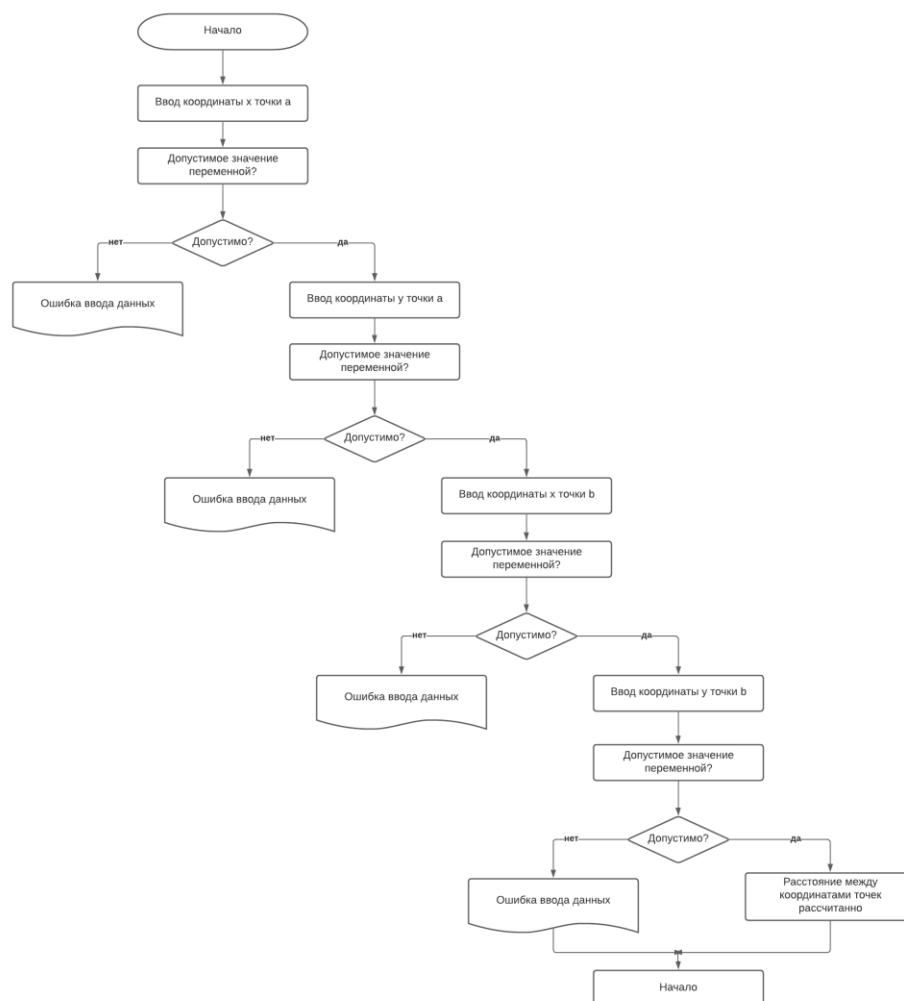 Начало
Ввод координаты x точки a
Допустимое значение
переменной?
Допустимо?
нет
да
Ошибка ввода данных
Ввод координаты y точки a
Допустимое значение
переменной?
Допустимо?
нет
да
Ошибка ввода данных
Ввод координаты x точки b
Допустимое значение
переменной?
Допустимо?
нет
да
Ошибка ввода данных
Ввод координаты y точки b
Допустимое значение
переменной?
Допустимо?
нет
да
Ошибка ввода данных
Расстояние между
координатами точек
рассчитанно
Начало